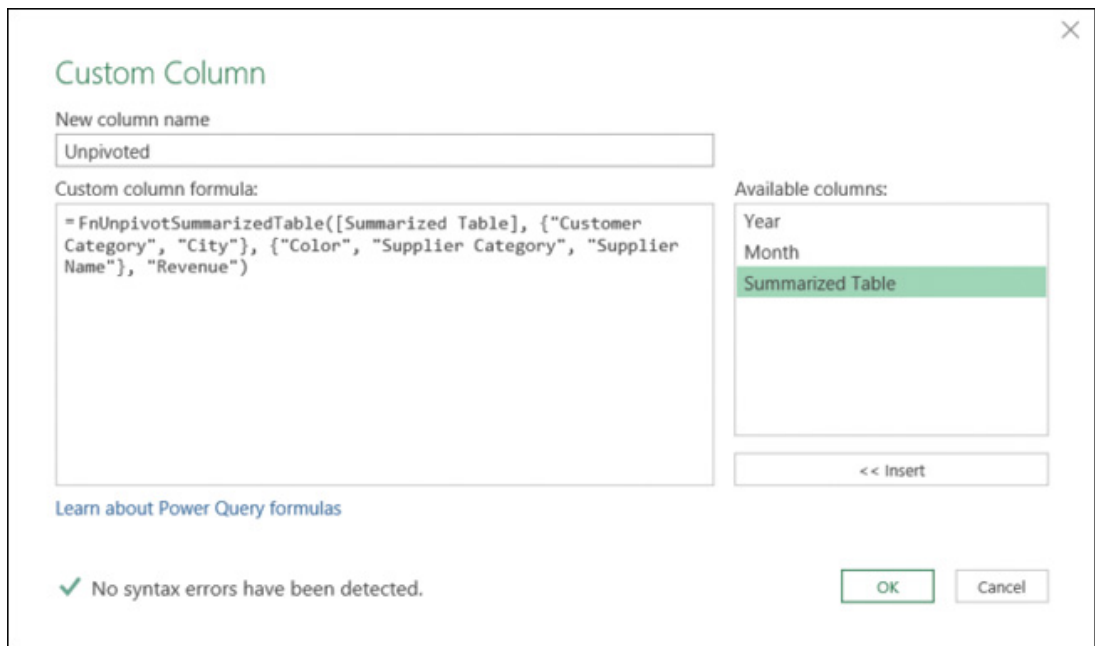 Custom Column
New column name
Unpivoted
Custom column formula:
= FnUnpivotSummarizedTable([Summarized Table], {"Customer
Category", "City"}, {"Color", "Supplier Category", "Supplier
Name"}, "Revenue")
Available columns:
Year
Month
Summarized Table
<< Insert
Learn about Power Query formulas
No syntax errors have been detected.
OK
Cancel